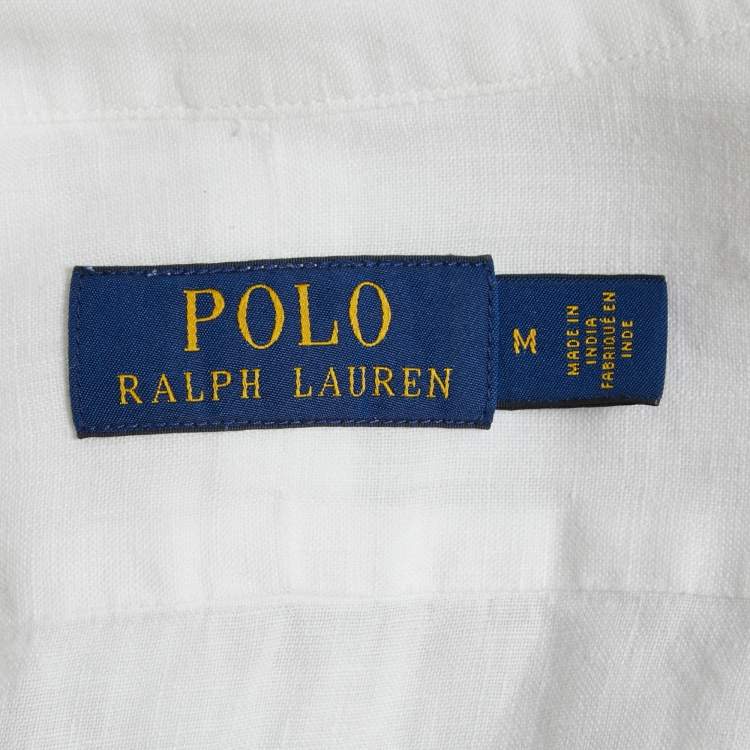 POLO
RALPH LAUREN
M
MADE IN
INDIA
FABRIQUÉ EN
INDE